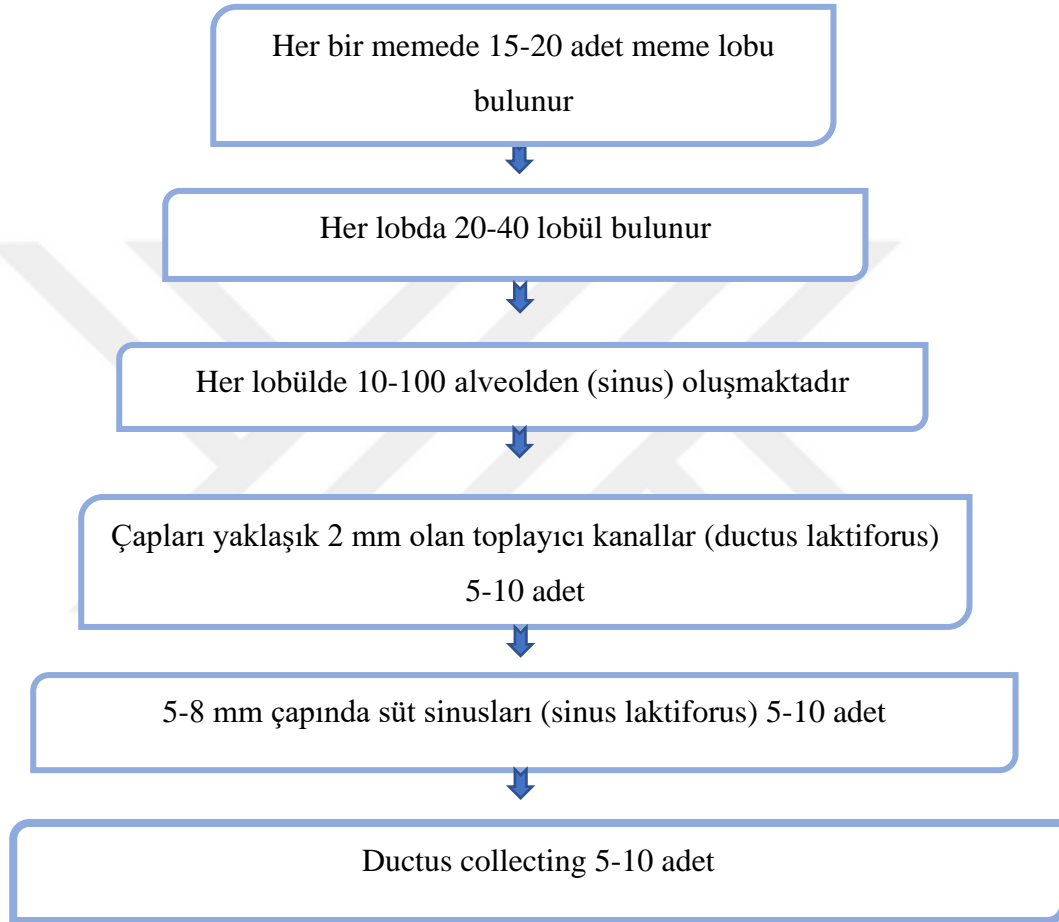 Her bir memede 15-20 adet meme lobu
bulunur
Her lobda 20-40 lobül bulunur
Her lobülde 10-100 alveolden (sinus) oluşmaktadır
Çapları yaklaşık 2 mm olan toplayıcı kanallar (ductus laktiforus)
5-10 adet
5-8 mm çapında süt sinusları (sinus laktiforus) 5-10 adet
Ductus collecting 5-10 adet